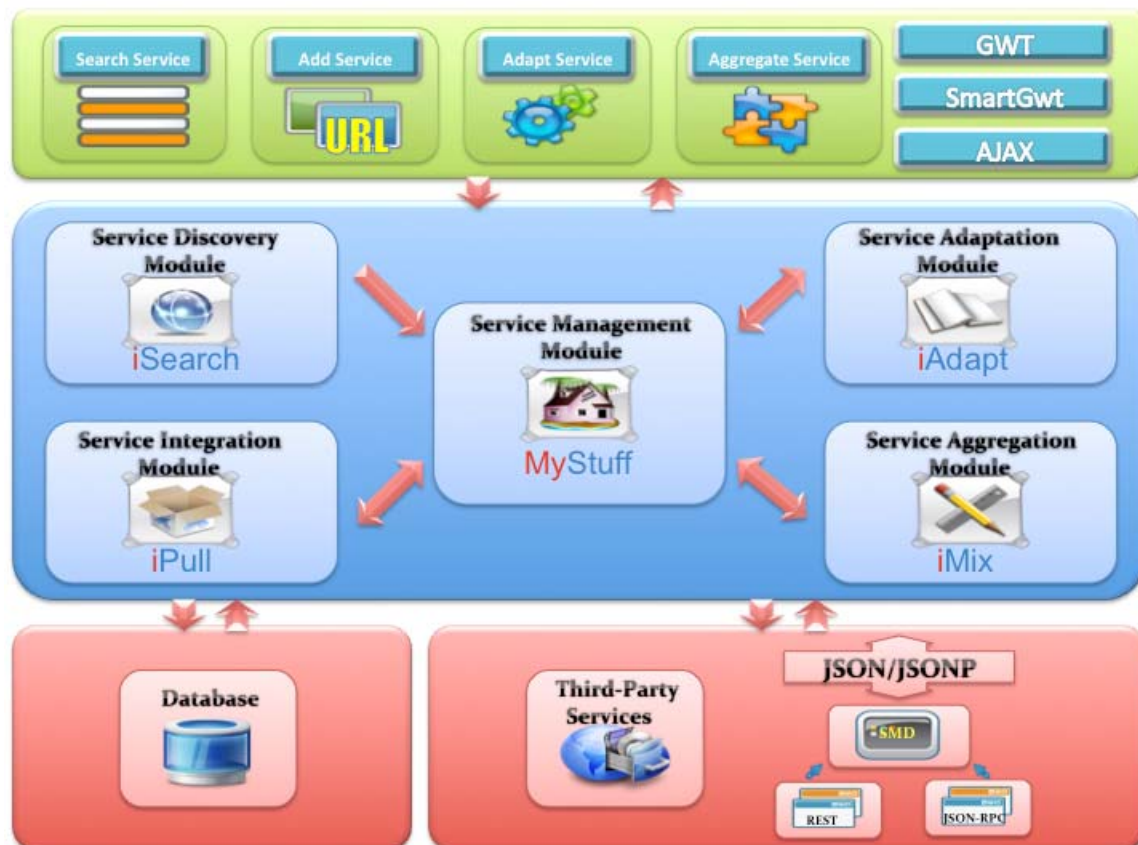 Search Service
Add Service
Adapt Service
Aggregate Service
GWT
SmartGwt
AJAX
URL
Service Discovery
Module
iSearch
Service Adaptation
Module
iAdapt
Service Management
Module
MyStuff
Service Integration
Module
iPull
Service Aggregation
Module
iMix
Database
Third-Party
Services
JSON/JSONP
SMD
REST
JSON-RPC